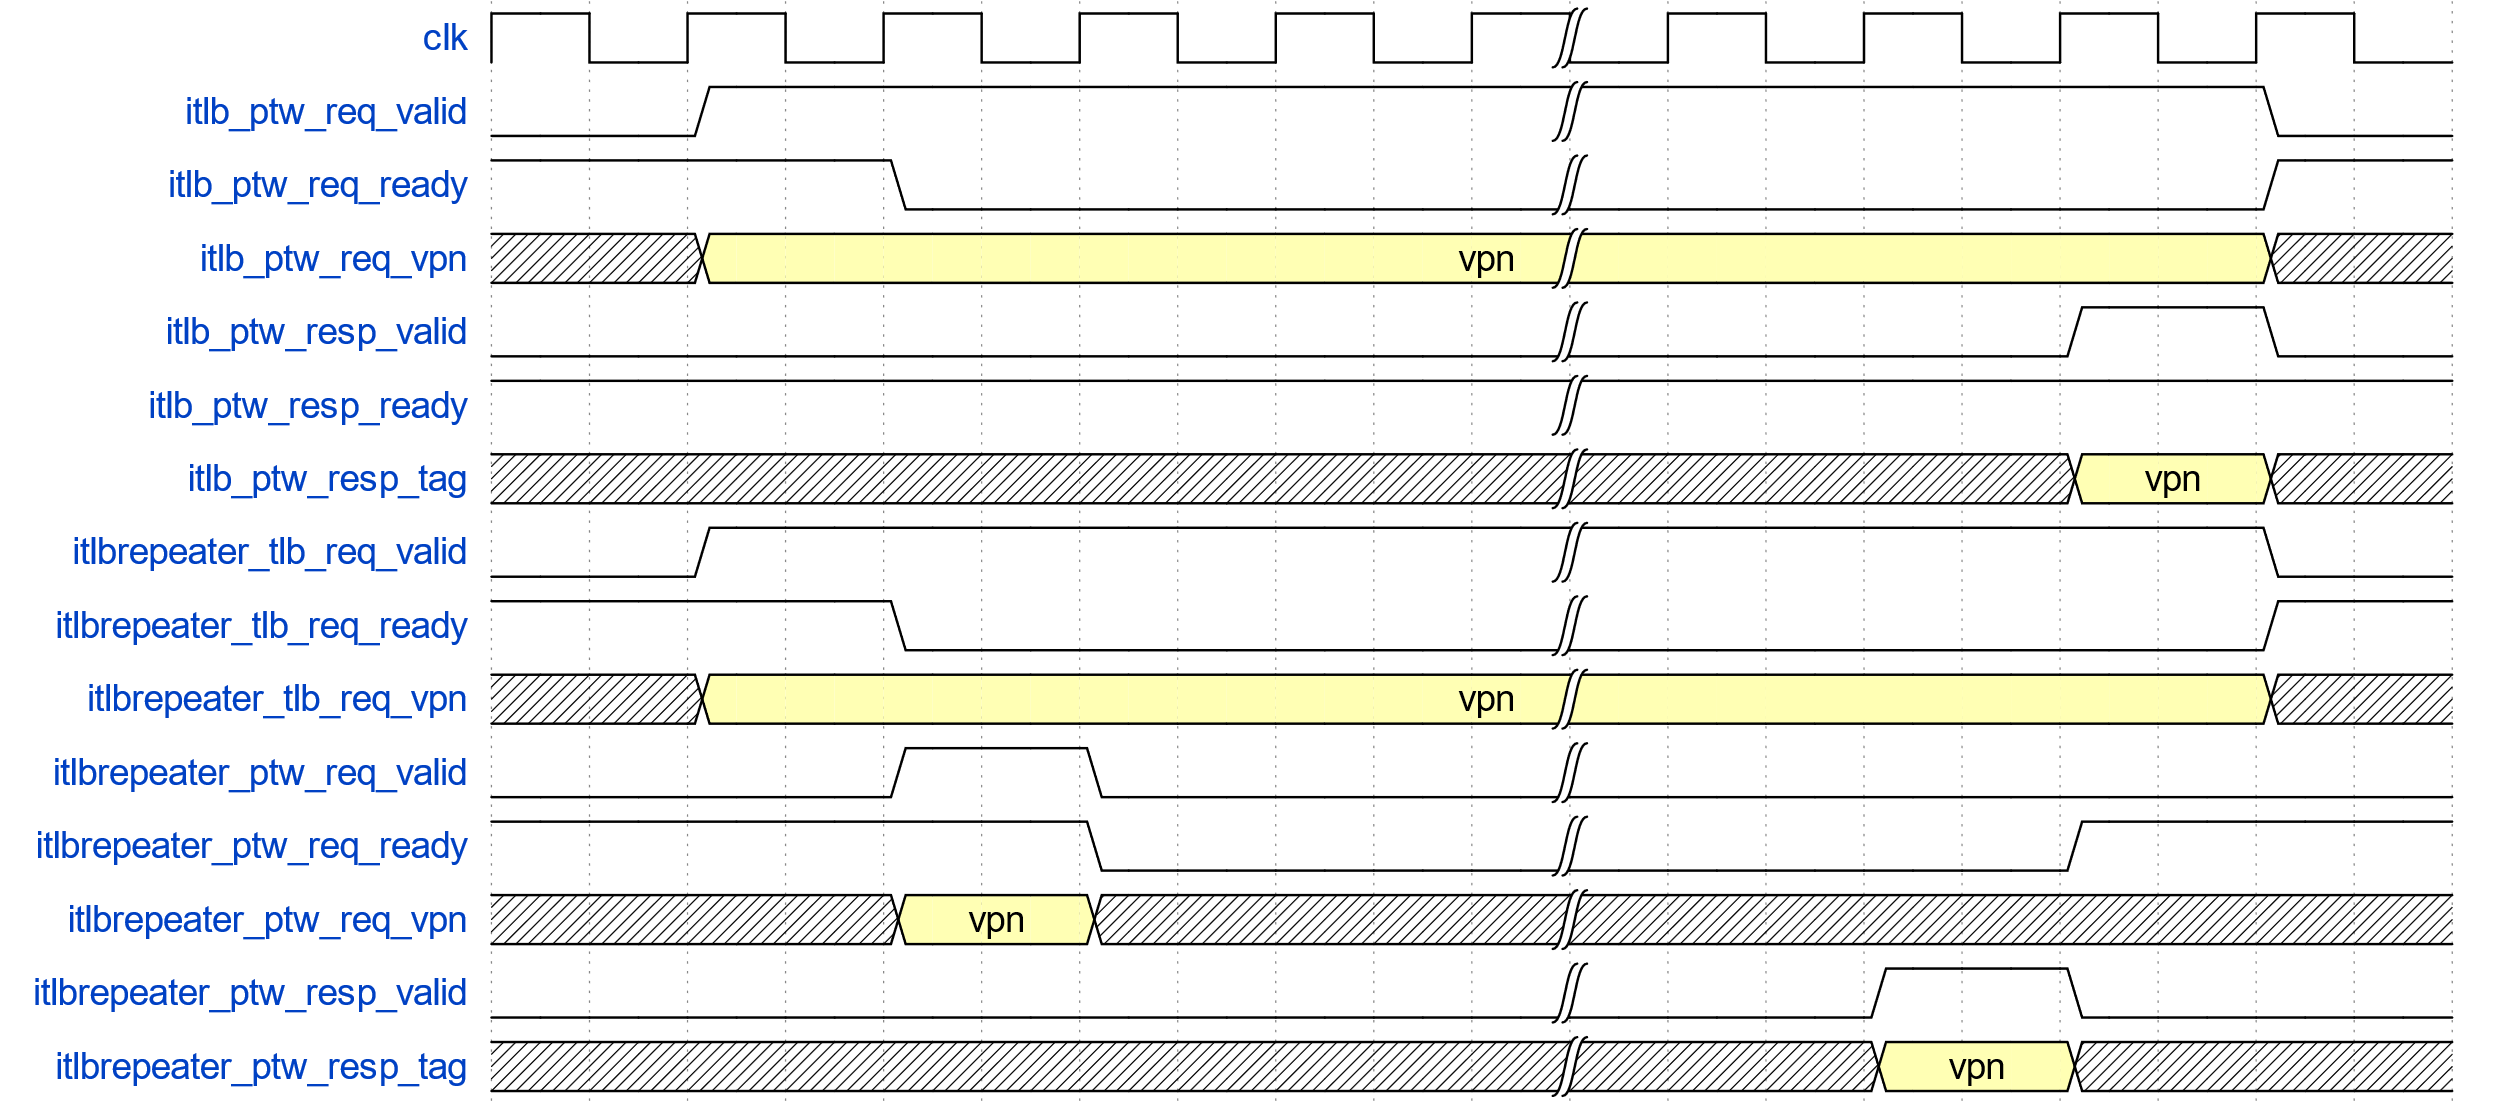 clk
itlb_ptw_req_valid
itlb_ptw_req_ready
itlb_ptw_req_vpn vpn
itlb_ptw_resp_valid
itlb_ptw_resp_ready
itlb_ptw_resp_tag vpn
itlbrepeater_tlb_req_valid
itlbrepeater_tlb_req_ready
itlbrepeater_tlb_req_vpn vpn
itlbrepeater_ptw_req_valid
itlbrepeater_ptw_req_ready
itlbrepeater_ptw_req_vpn vpn
itlbrepeater_ptw_resp_valid
itlbrepeater_ptw_resp_tag vpn